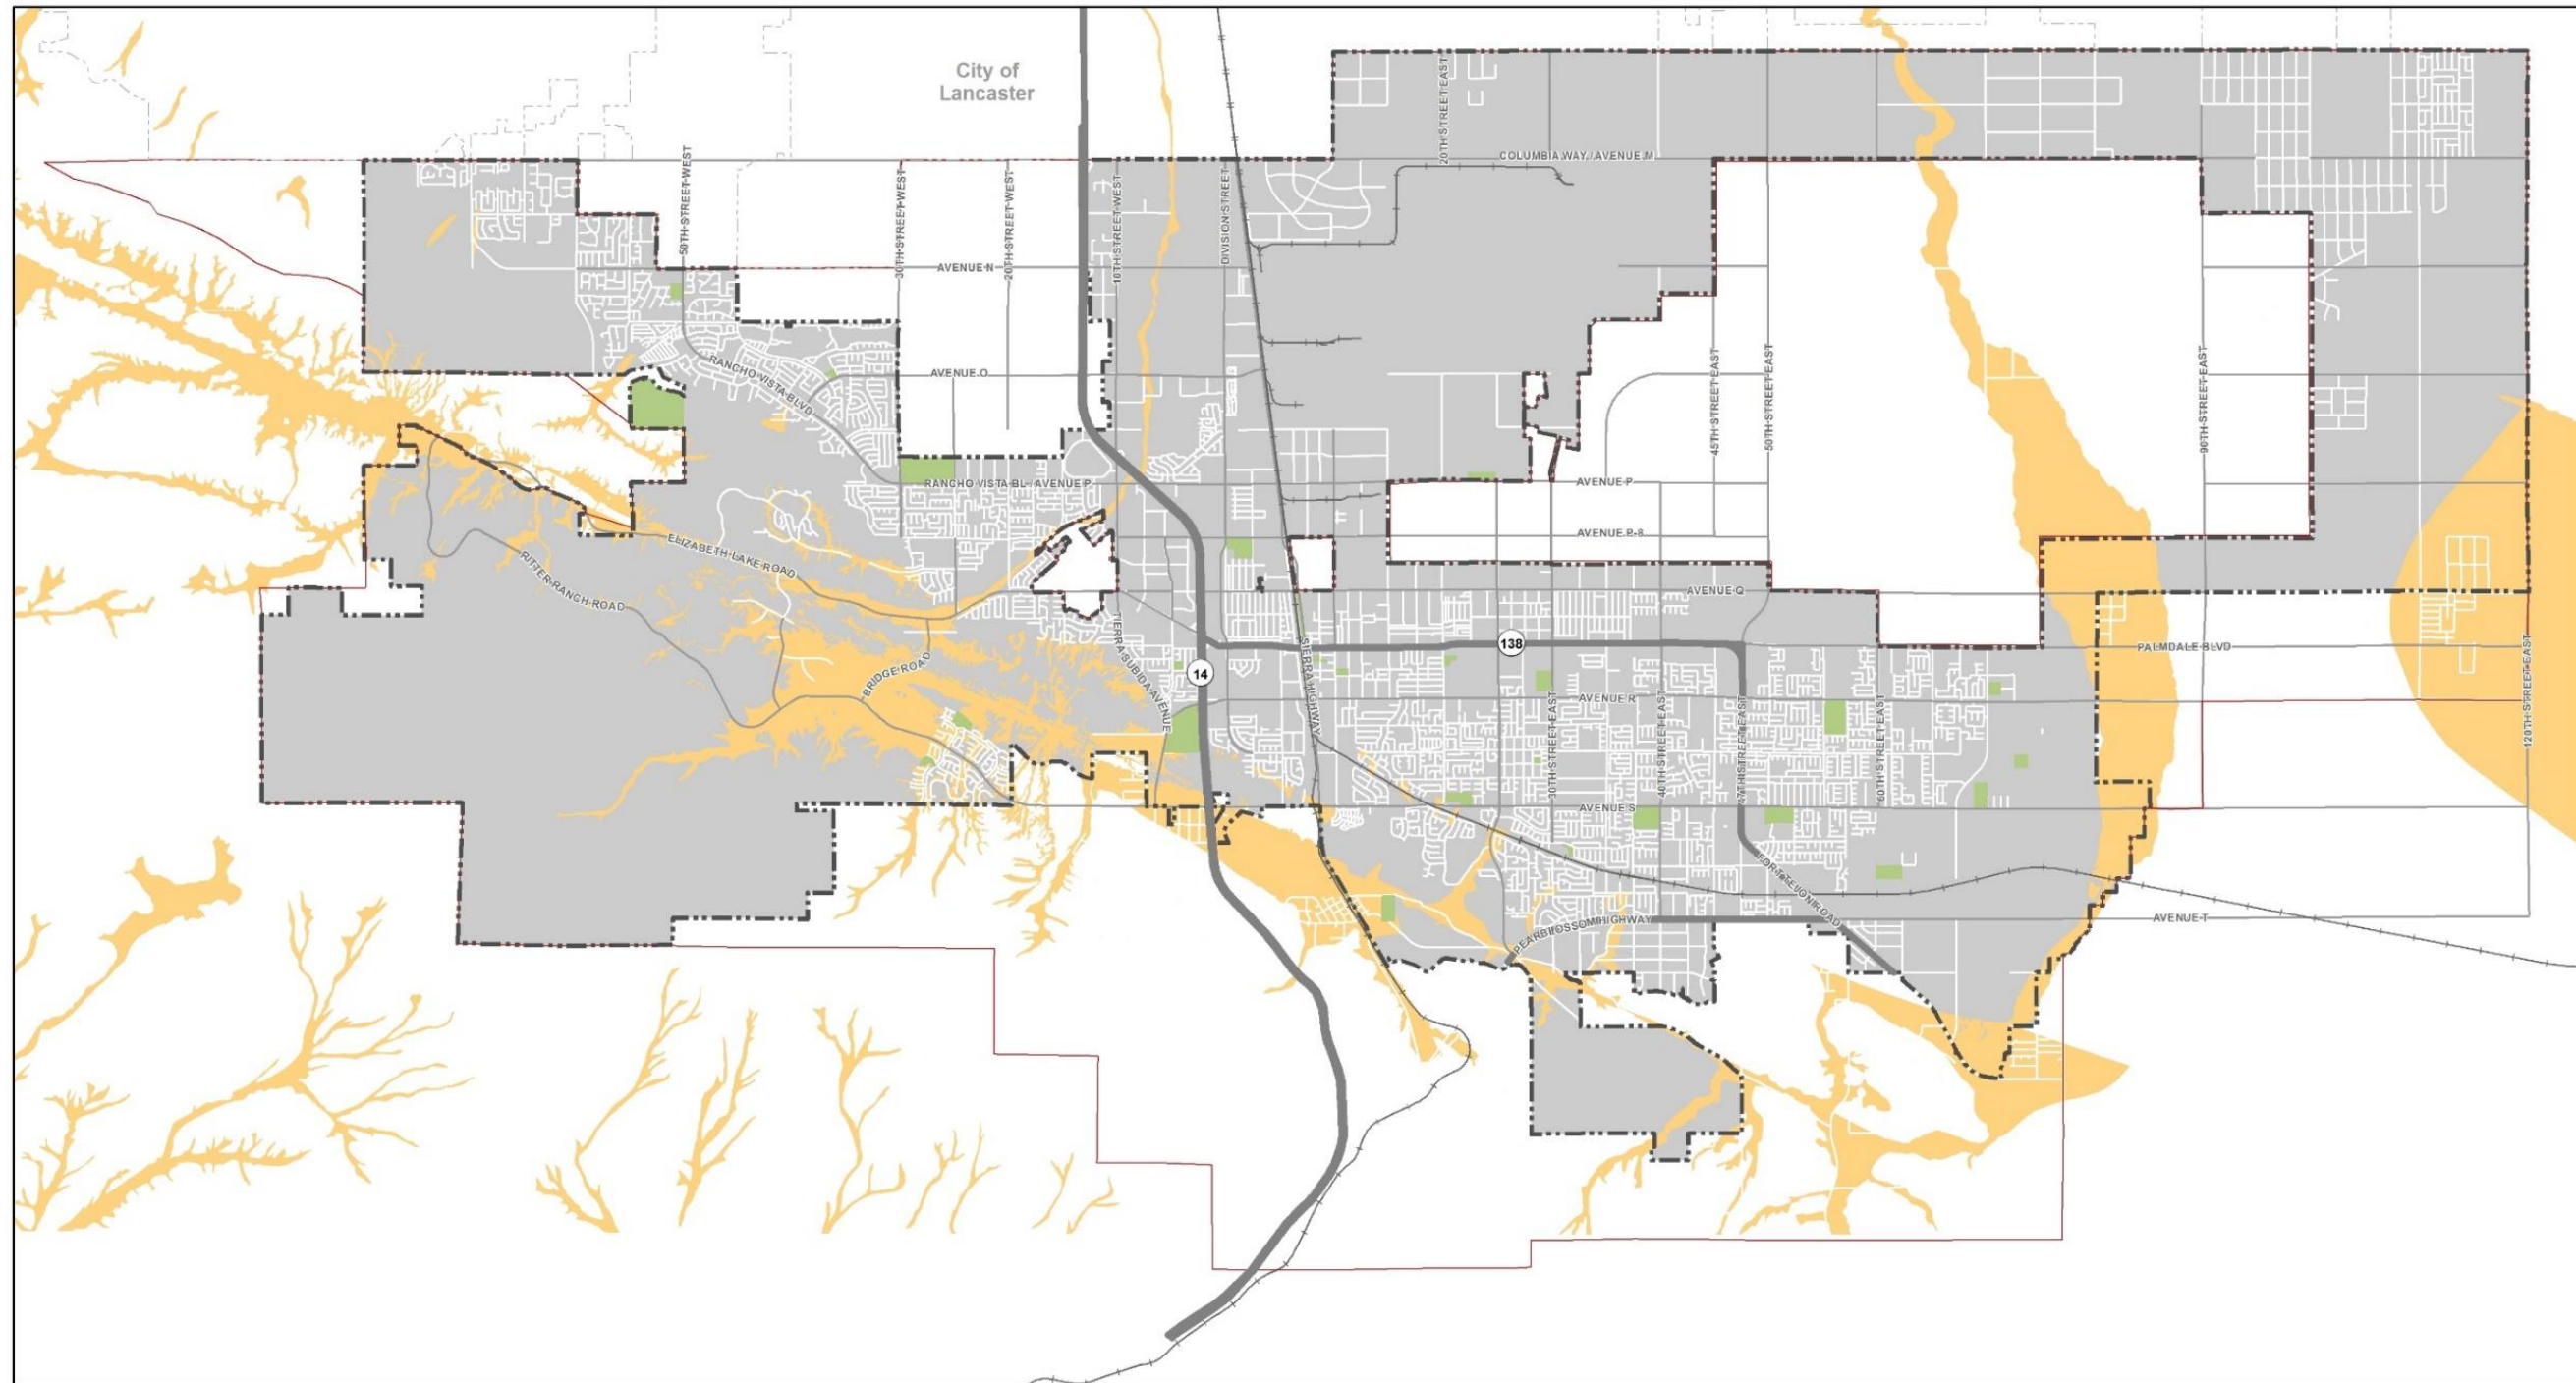 City of
Lancaster
20TH STREET EAST
COLUMBIA WAY / AVENUE M
50TH STREET WEST
30TH STREET WEST
20TH STREET WEST
10TH STREET WEST
DIVISION STREET
AVENUE N
RANCHO VISTA BLVD
AVENUE O
45TH STREET EAST
50TH STREET EAST
90TH STREET EAST
RANCHO VISTA BL / AVENUE P
AVENUE P
AVENUE P-8
ELIZABETH LAKE ROAD
RITTER RANCH ROAD
AVENUE Q
TIERRA SUBIDA AVENUE
138
PALMDALE BLVD
14
BRIDGE ROAD
SIERRA HIGHWAY
AVENUE R
30TH STREET EAST
40TH STREET EAST
47TH STREET EAST
60TH STREET EAST
120TH STREET EAST
AVENUE S
FORT TEJON ROAD
PEARBLOSSOM HIGHWAY
AVENUE T